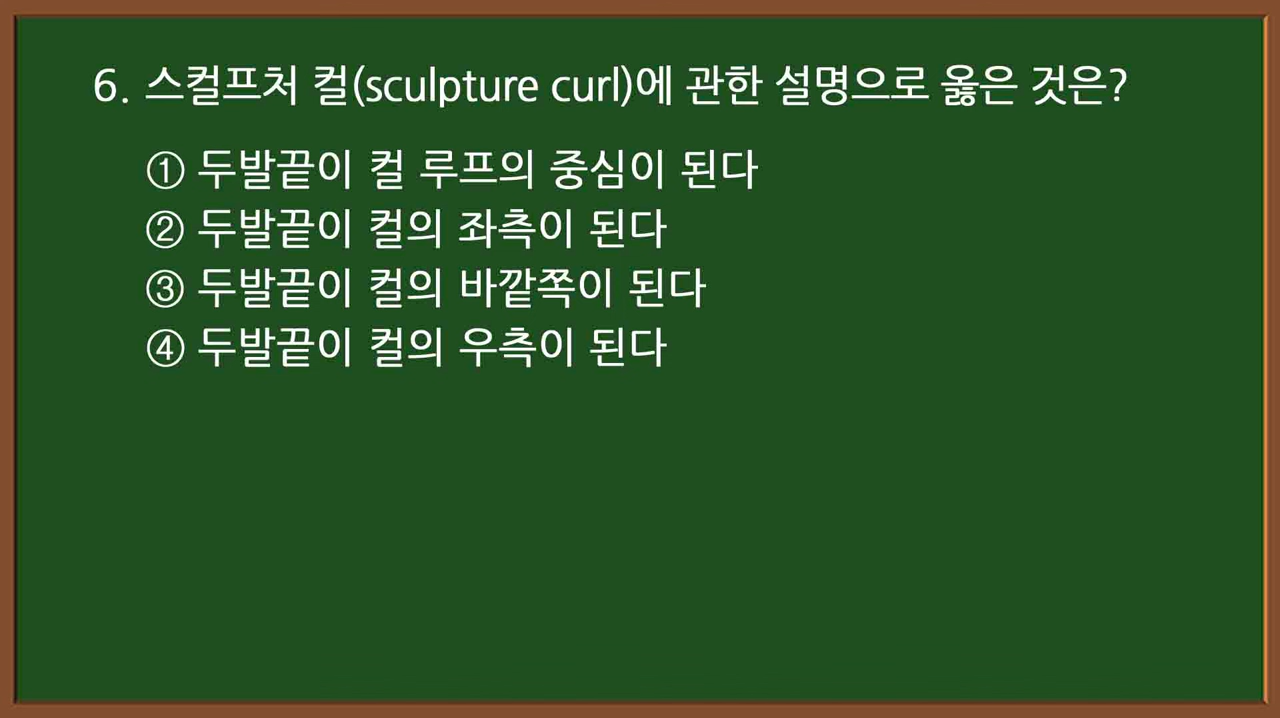 6. 스컬프처 컬(sculpture curl)에 관한 설명으로 옳은 것은?
① 두발끝이 컬 루프의 중심이 된다
② 두발끝이 컬의 좌측이 된다
③ 두발끝이 컬의 바깥쪽이 된다
④ 두발끝이 컬의 우측이 된다